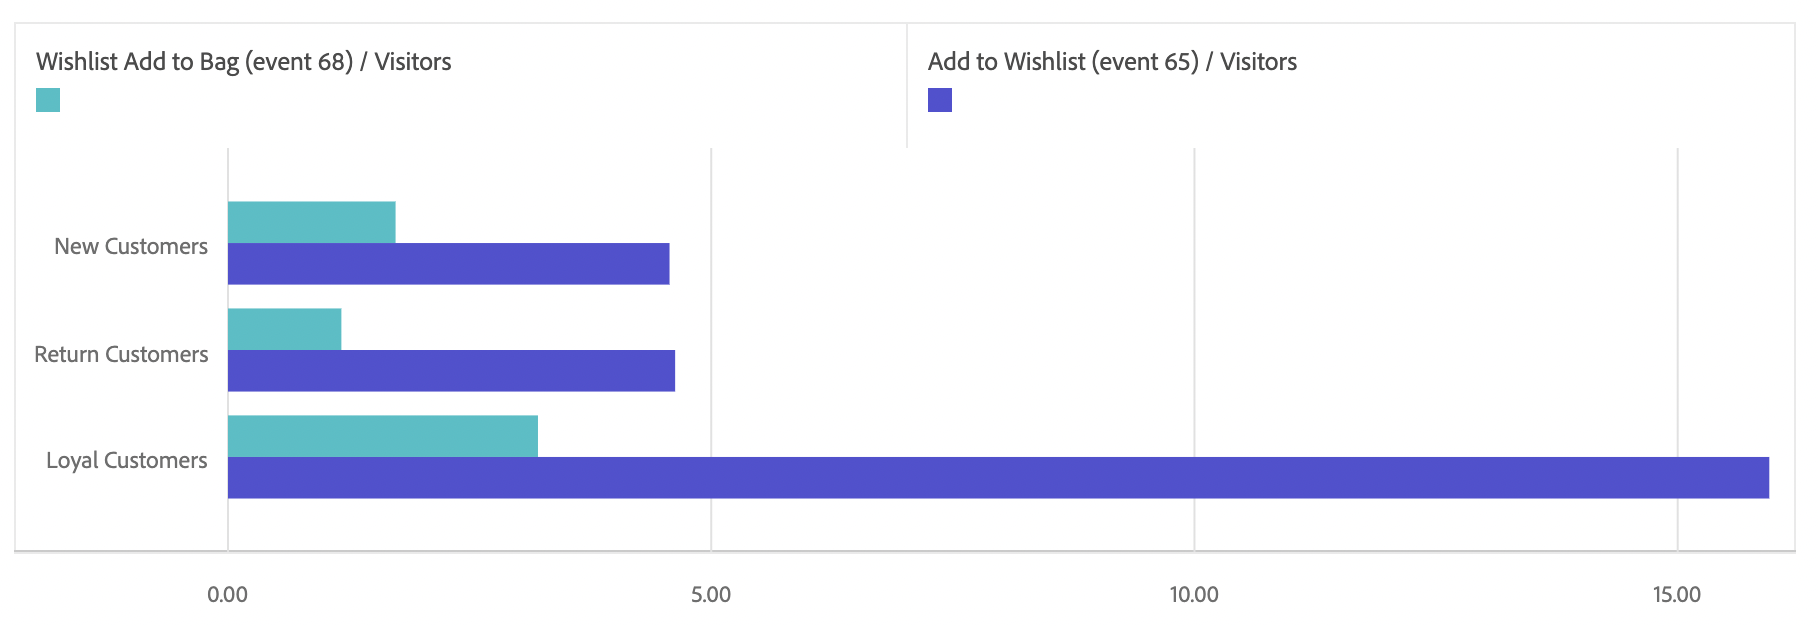 Wishlist Add to Bag (event 68) / Visitors
Add to Wishlist (event 65) / Visitors
New Customers
Return Customers
Loyal Customers
0.00
5.00
10.00
15.00